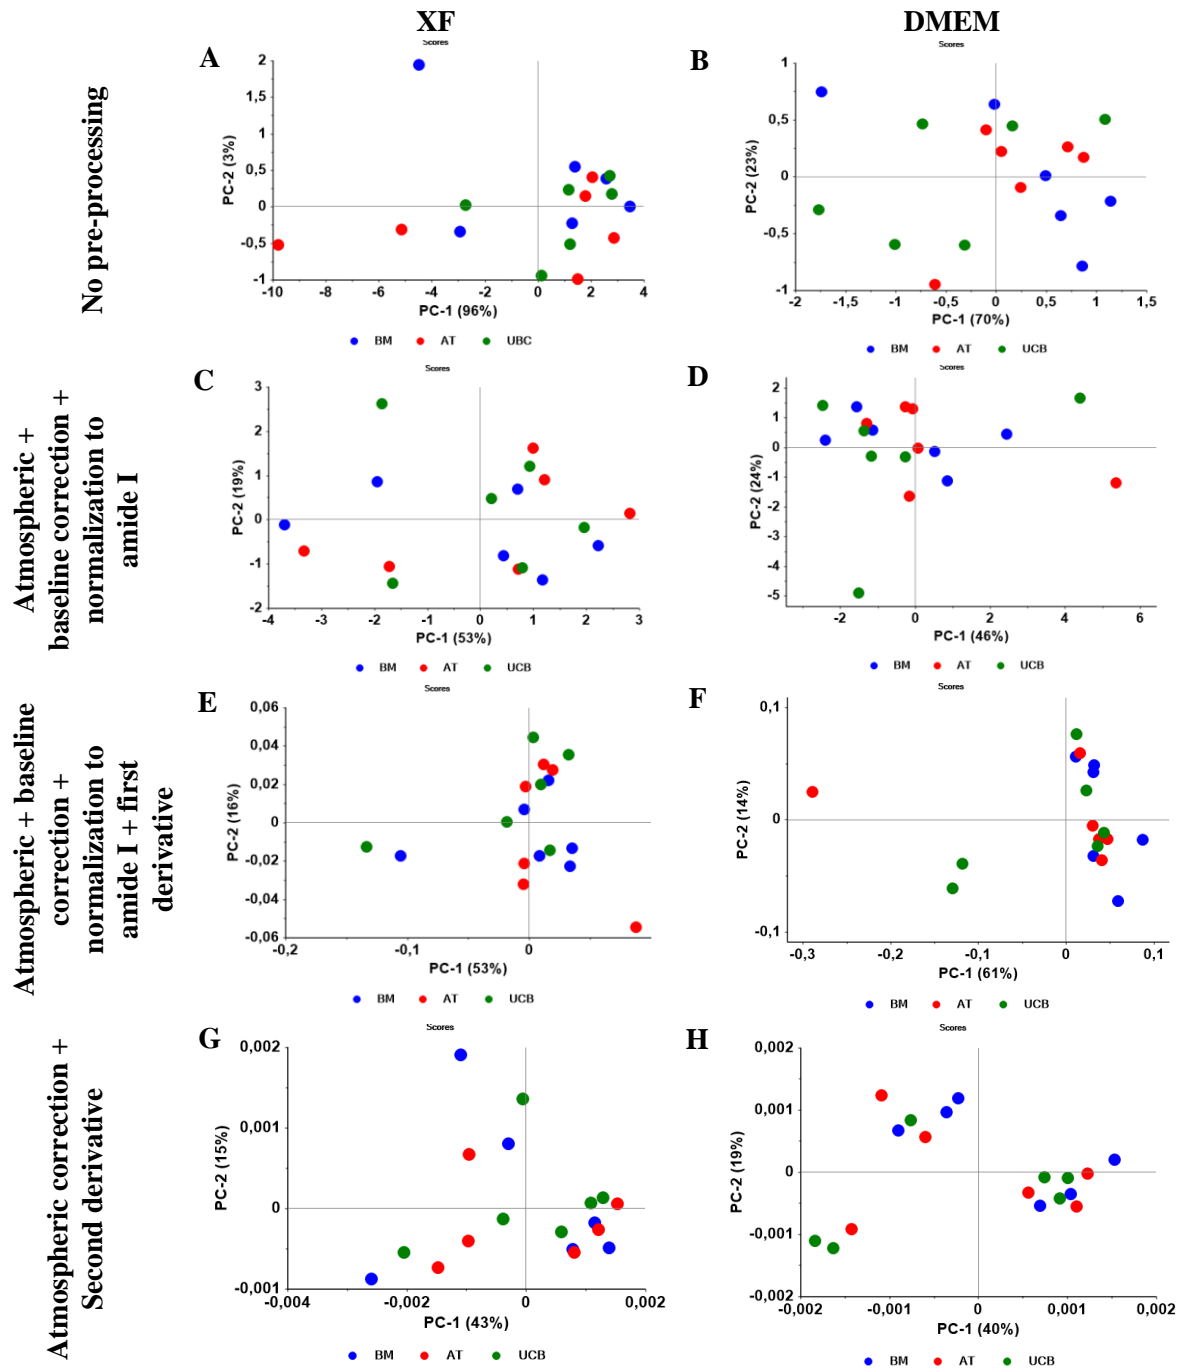 XF
DMEM
No pre-processing
A
Scores
2
1,5
1
0,5
0
-0,5
-1
PC-2 (3%)
-10
-8
-6
-4
-2
0
2
4
PC-1 (96%)
BM
AT
UBC
B
Scores
1
0,5
0
-0,5
-1
PC-2 (23%)
-2
-1,5
-1
-0,5
0
0,5
1
1,5
PC-1 (70%)
BM
AT
UCB
Atmospheric +
baseline correction +
normalization to
amide I
C
Scores
3
2
1
0
-1
-2
PC-2 (19%)
-4
-3
-2
-1
0
1
2
3
PC-1 (53%)
BM
AT
UCB
D
Scores
2
1
0
-1
-2
-3
-4
-5
PC-2 (24%)
-2
0
2
4
6
PC-1 (46%)
BM
AT
UCB
Atmospheric + baseline
correction +
normalization to
amide I + first
derivative
E
Scores
0,06
0,04
0,02
0
-0,02
-0,04
-0,06
PC-2 (16%)
-0,2
-0,1
0
PC-1 (53%)
BM
AT
UCB
F
Scores
0,1
0
-0,1
PC-2 (14%)
-0,3
-0,2
-0,1
0
0,1
PC-1 (61%)
BM
AT
UCB
Atmospheric correction +
Second derivative
G
Scores
0,002
0,001
0
-0,001
PC-2 (15%)
-0,004
-0,002
0
0,002
PC-1 (43%)
BM
AT
UCB
H
Scores
0,002
0,001
0
-0,001
-0,002
PC-2 (19%)
-0,002
-0,001
0
0,001
0,002
PC-1 (40%)
BM
AT
UCB